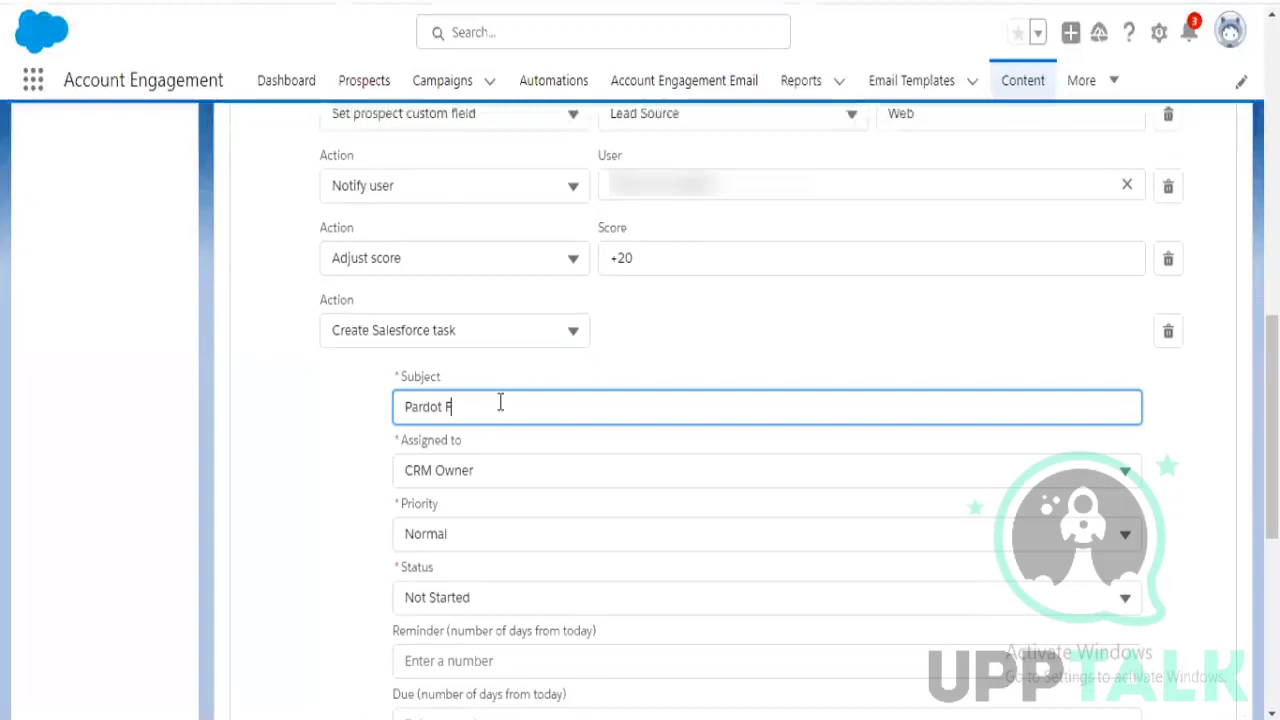 Search...
3
Account Engagement
Dashboard
Prospects
Campaigns
Automations
Account Engagement Email
Reports
Email Templates
Content
More
Set prospect custom field
Lead Source
Web
Action
User
Notify user
Action
Score
Adjust score
+20
Action
Create Salesforce task
*Subject
Pardot F
*Assigned to
CRM Owner
*Priority
Normal
*Status
Not Started
Reminder (number of days from today)
Enter a number
Activate Windows
Go to Settings to activate Windows.
UPPTALK
Due (number of days from today)